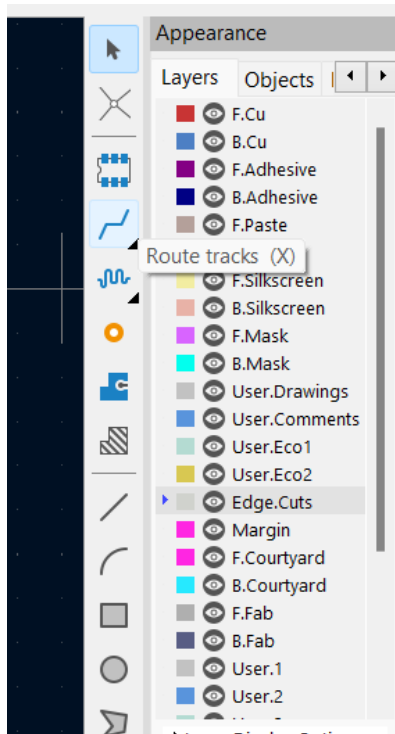 Appearance
Layers Objects
F.Cu
B.Cu
F.Adhesive
B.Adhesive
F.Paste
Route tracks (X)
F.Silkscreen
B.Silkscreen
F.Mask
B.Mask
User.Drawings
User.Comments
User.Eco1
User.Eco2
Edge.Cuts
Margin
F.Courtyard
B.Courtyard
F.Fab
B.Fab
User.1
User.2